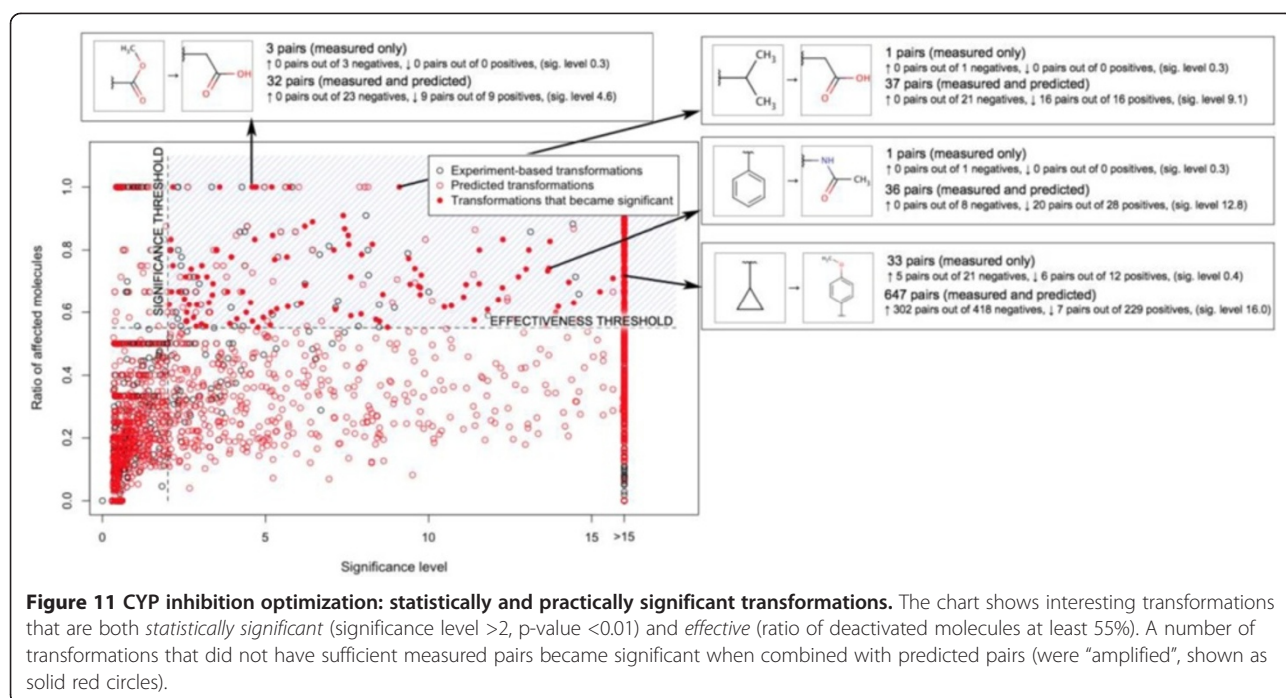 3 pairs (measured only)
↑ 0 pairs out of 3 negatives, ↓ 0 pairs out of 0 positives, (sig. level 0.3)
32 pairs (measured and predicted)
↑ 0 pairs out of 23 negatives, ↓ 9 pairs out of 9 positives, (sig. level 4.6)
H₃C
O
O
→
OH
O
1 pairs (measured only)
↑ 0 pairs out of 1 negatives, ↓ 0 pairs out of 0 positives, (sig. level 0.3)
37 pairs (measured and predicted)
↑ 0 pairs out of 21 negatives, ↓ 16 pairs out of 16 positives, (sig. level 9.1)
CH₃
CH₃
→
OH
O
1 pairs (measured only)
↑ 0 pairs out of 1 negatives, ↓ 0 pairs out of 0 positives, (sig. level 0.3)
36 pairs (measured and predicted)
↑ 0 pairs out of 8 negatives, ↓ 20 pairs out of 28 positives, (sig. level 12.8)
→
NH
CH₃
O
33 pairs (measured only)
↑ 5 pairs out of 21 negatives, ↓ 6 pairs out of 12 positives, (sig. level 0.4)
647 pairs (measured and predicted)
↑ 302 pairs out of 418 negatives, ↓ 7 pairs out of 229 positives, (sig. level 16.0)
→
H₃C
O
Experiment-based transformations
Predicted transformations
Transformations that became significant
SIGNIFICANCE THRESHOLD
EFFECTIVENESS THRESHOLD
Ratio of affected molecules
1.0
0.8
0.6
0.4
0.2
0.0
0 5 10 15 >15
Significance level
Figure 11 CYP inhibition optimization: statistically and practically significant transformations. The chart shows interesting transformations
that are both statistically significant (significance level >2, p-value <0.01) and effective (ratio of deactivated molecules at least 55%). A number of
transformations that did not have sufficient measured pairs became significant when combined with predicted pairs (were “amplified”, shown as
solid red circles).